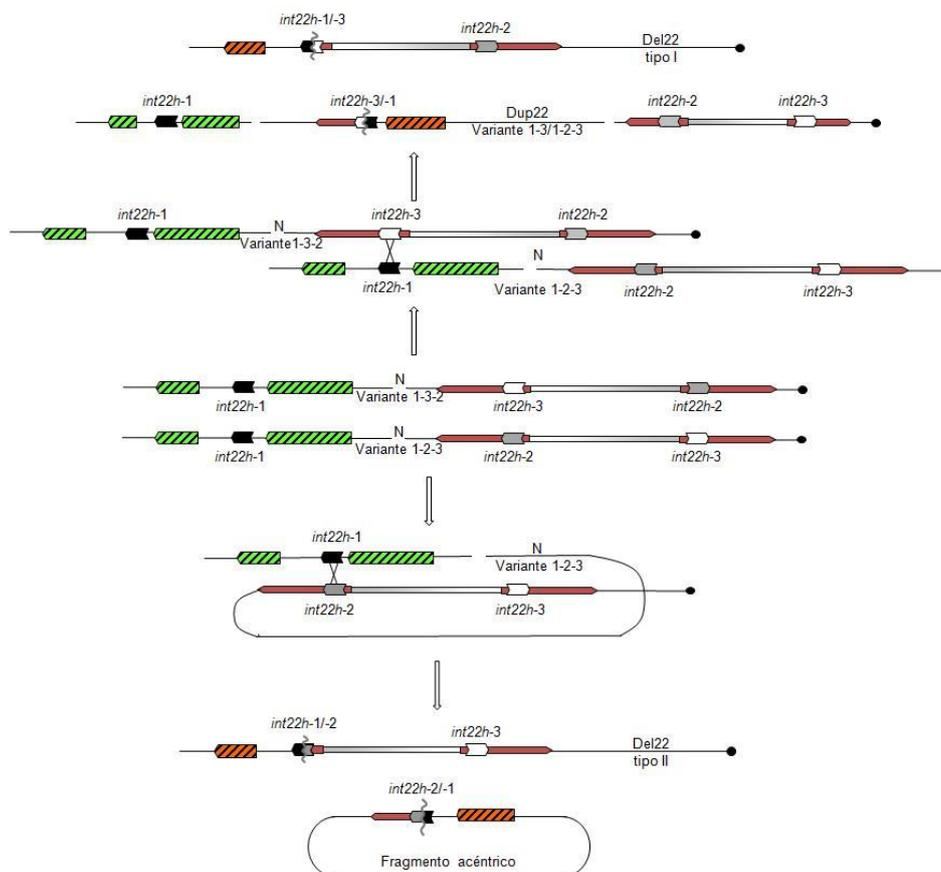 int22h-1/-3
int22h-2
Del22
tipo I
int22h-1
int22h-3/-1
Dup22
Variante 1-3/1-2-3
int22h-2
int22h-3
int22h-1
N
Variante1-3-2
int22h-3
int22h-2
int22h-1
N
Variante 1-2-3
int22h-2
int22h-3
int22h-1
N
Variante 1-3-2
int22h-3
int22h-2
int22h-1
N
Variante 1-2-3
int22h-2
int22h-3
int22h-1
N
Variante 1-2-3
int22h-2
int22h-3
int22h-1/-2
int22h-3
Del22
tipo II
int22h-2/-1
Fragmento acéntrico